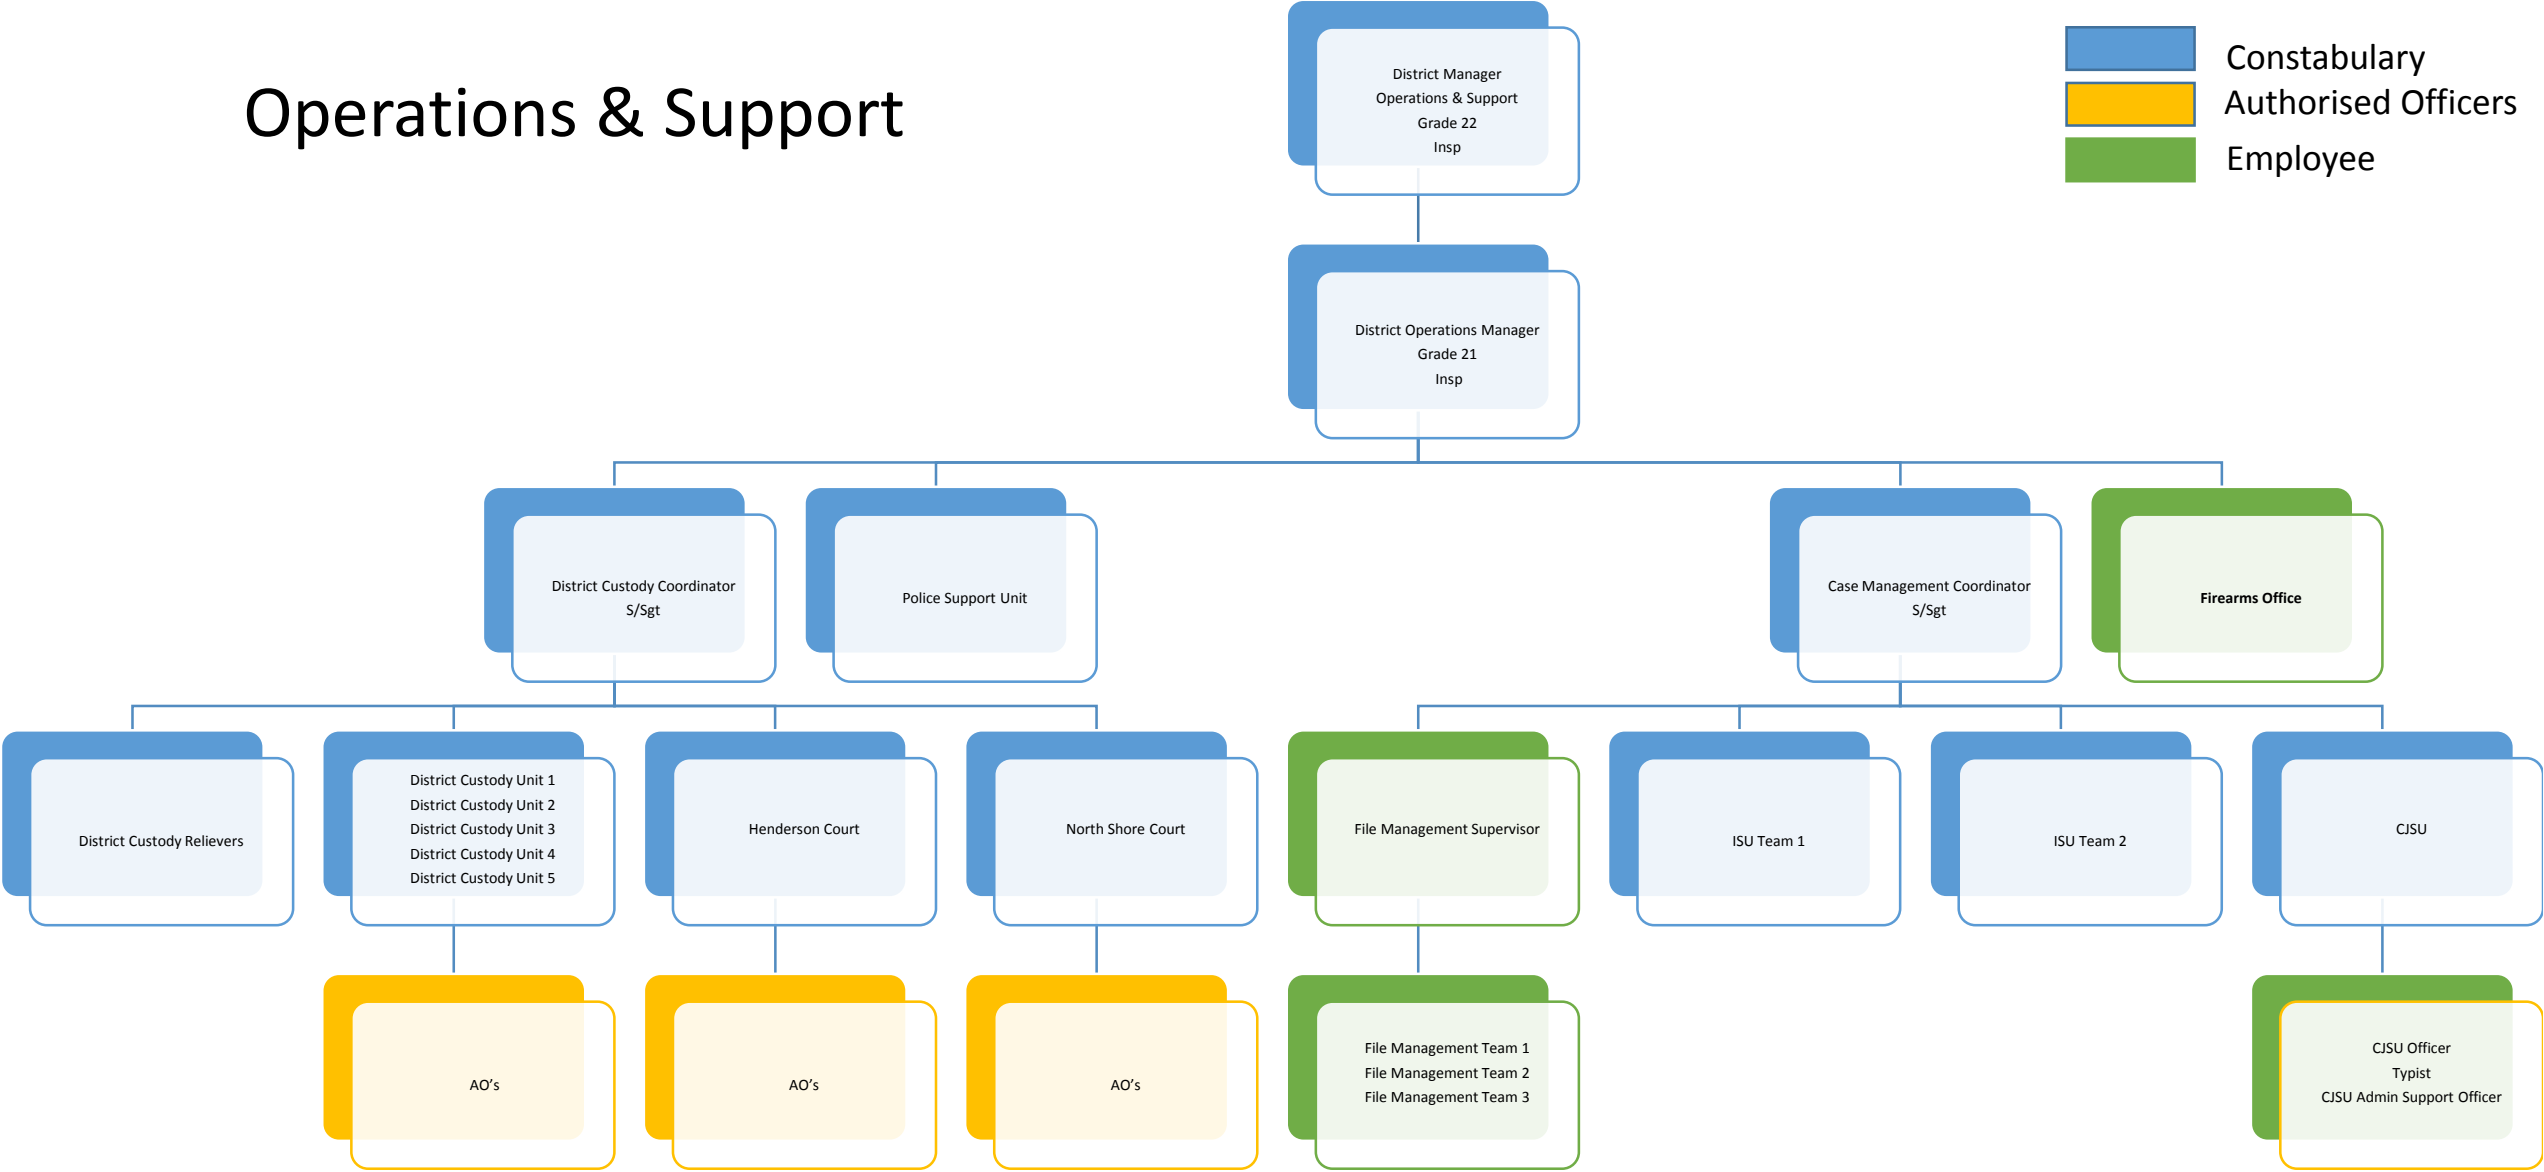 Operations & Support
District Manager
Operations & Support
Grade 22
Insp
Constabulary
Authorised Officers
Employee
District Operations Manager
Grade 21
Insp
District Custody Coordinator
S/Sgt
Police Support Unit
Case Management Coordinator
S/Sgt
Firearms Office
District Custody Relievers
District Custody Unit 1
District Custody Unit 2
District Custody Unit 3
District Custody Unit 4
District Custody Unit 5
Henderson Court
North Shore Court
File Management Supervisor
ISU Team 1
ISU Team 2
CJSU
AO’s
AO’s
AO’s
File Management Team 1
File Management Team 2
File Management Team 3
CJSU Officer
Typist
CJSU Admin Support Officer